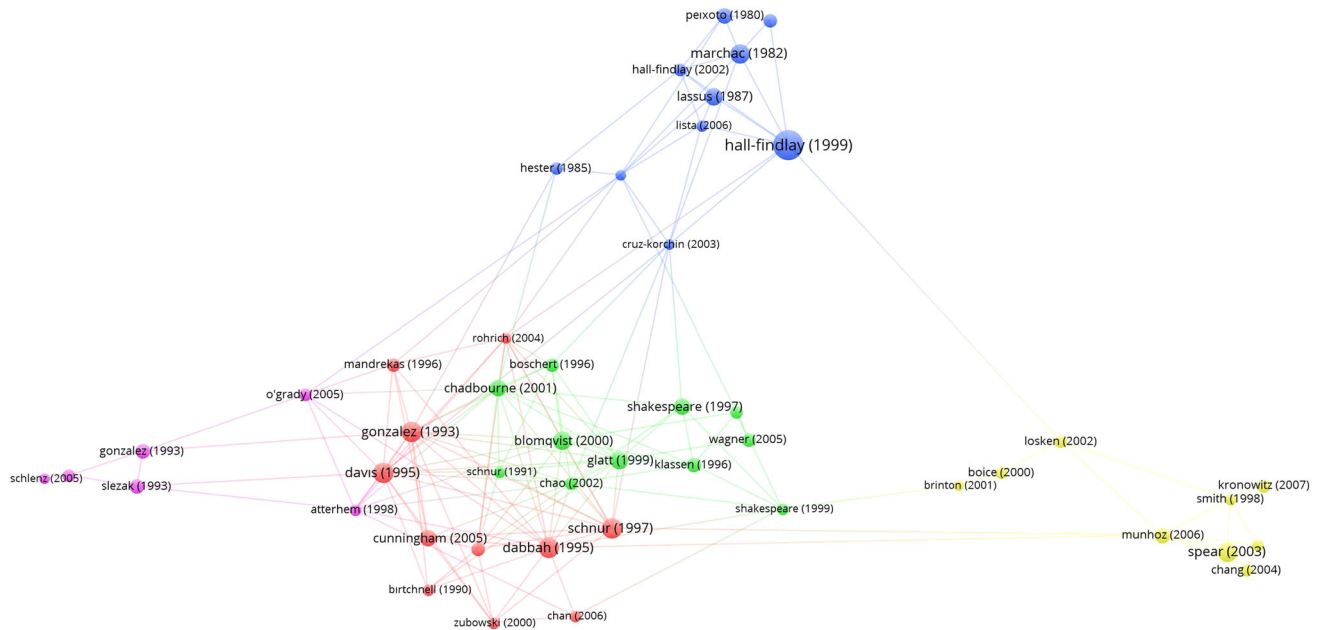 peıxoto (1980)
marchac (1982)
hall-findlay (2002)
lassus (1987)
lista (2006)
hall-findlay (1999)
hester (1985)
cruz-korchin (2003)
rohrich (2004)
mandrekas (1996)
boschert (1996)
chadbourne (2001)
o'grady (2005)
shakespeare (1997)
gonzalez (1993)
blomqvist (2000)
wagner (2005)
losken (2002)
gonzalez (1993)
glatt (1999)
klassen (1996)
davıs (1995)
schnur (1991)
boice (2000)
schlenz (2005)
slezak (1993)
chao (2002)
brinton (2001)
kronowitz (2007)
smith (1998)
atterhem (1998)
shakespeare (1999)
schnur (1997)
cunningham (2005)
dabbah (1995)
munhoz (2006)
spear (2003)
chang (2004)
bırtchnell (1990)
chan (2006)
zubowski (2000)